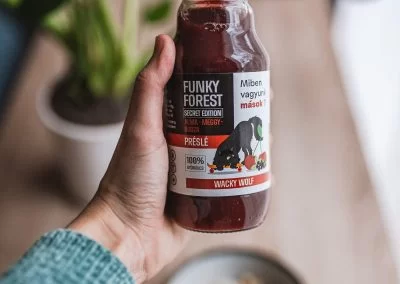 FUNKY
FOREST
SECRET EDITION
ALMA - MEGGY -
PRÉSLÉ
100%
WACKY WOLF
Miben
vagyunk
mások?